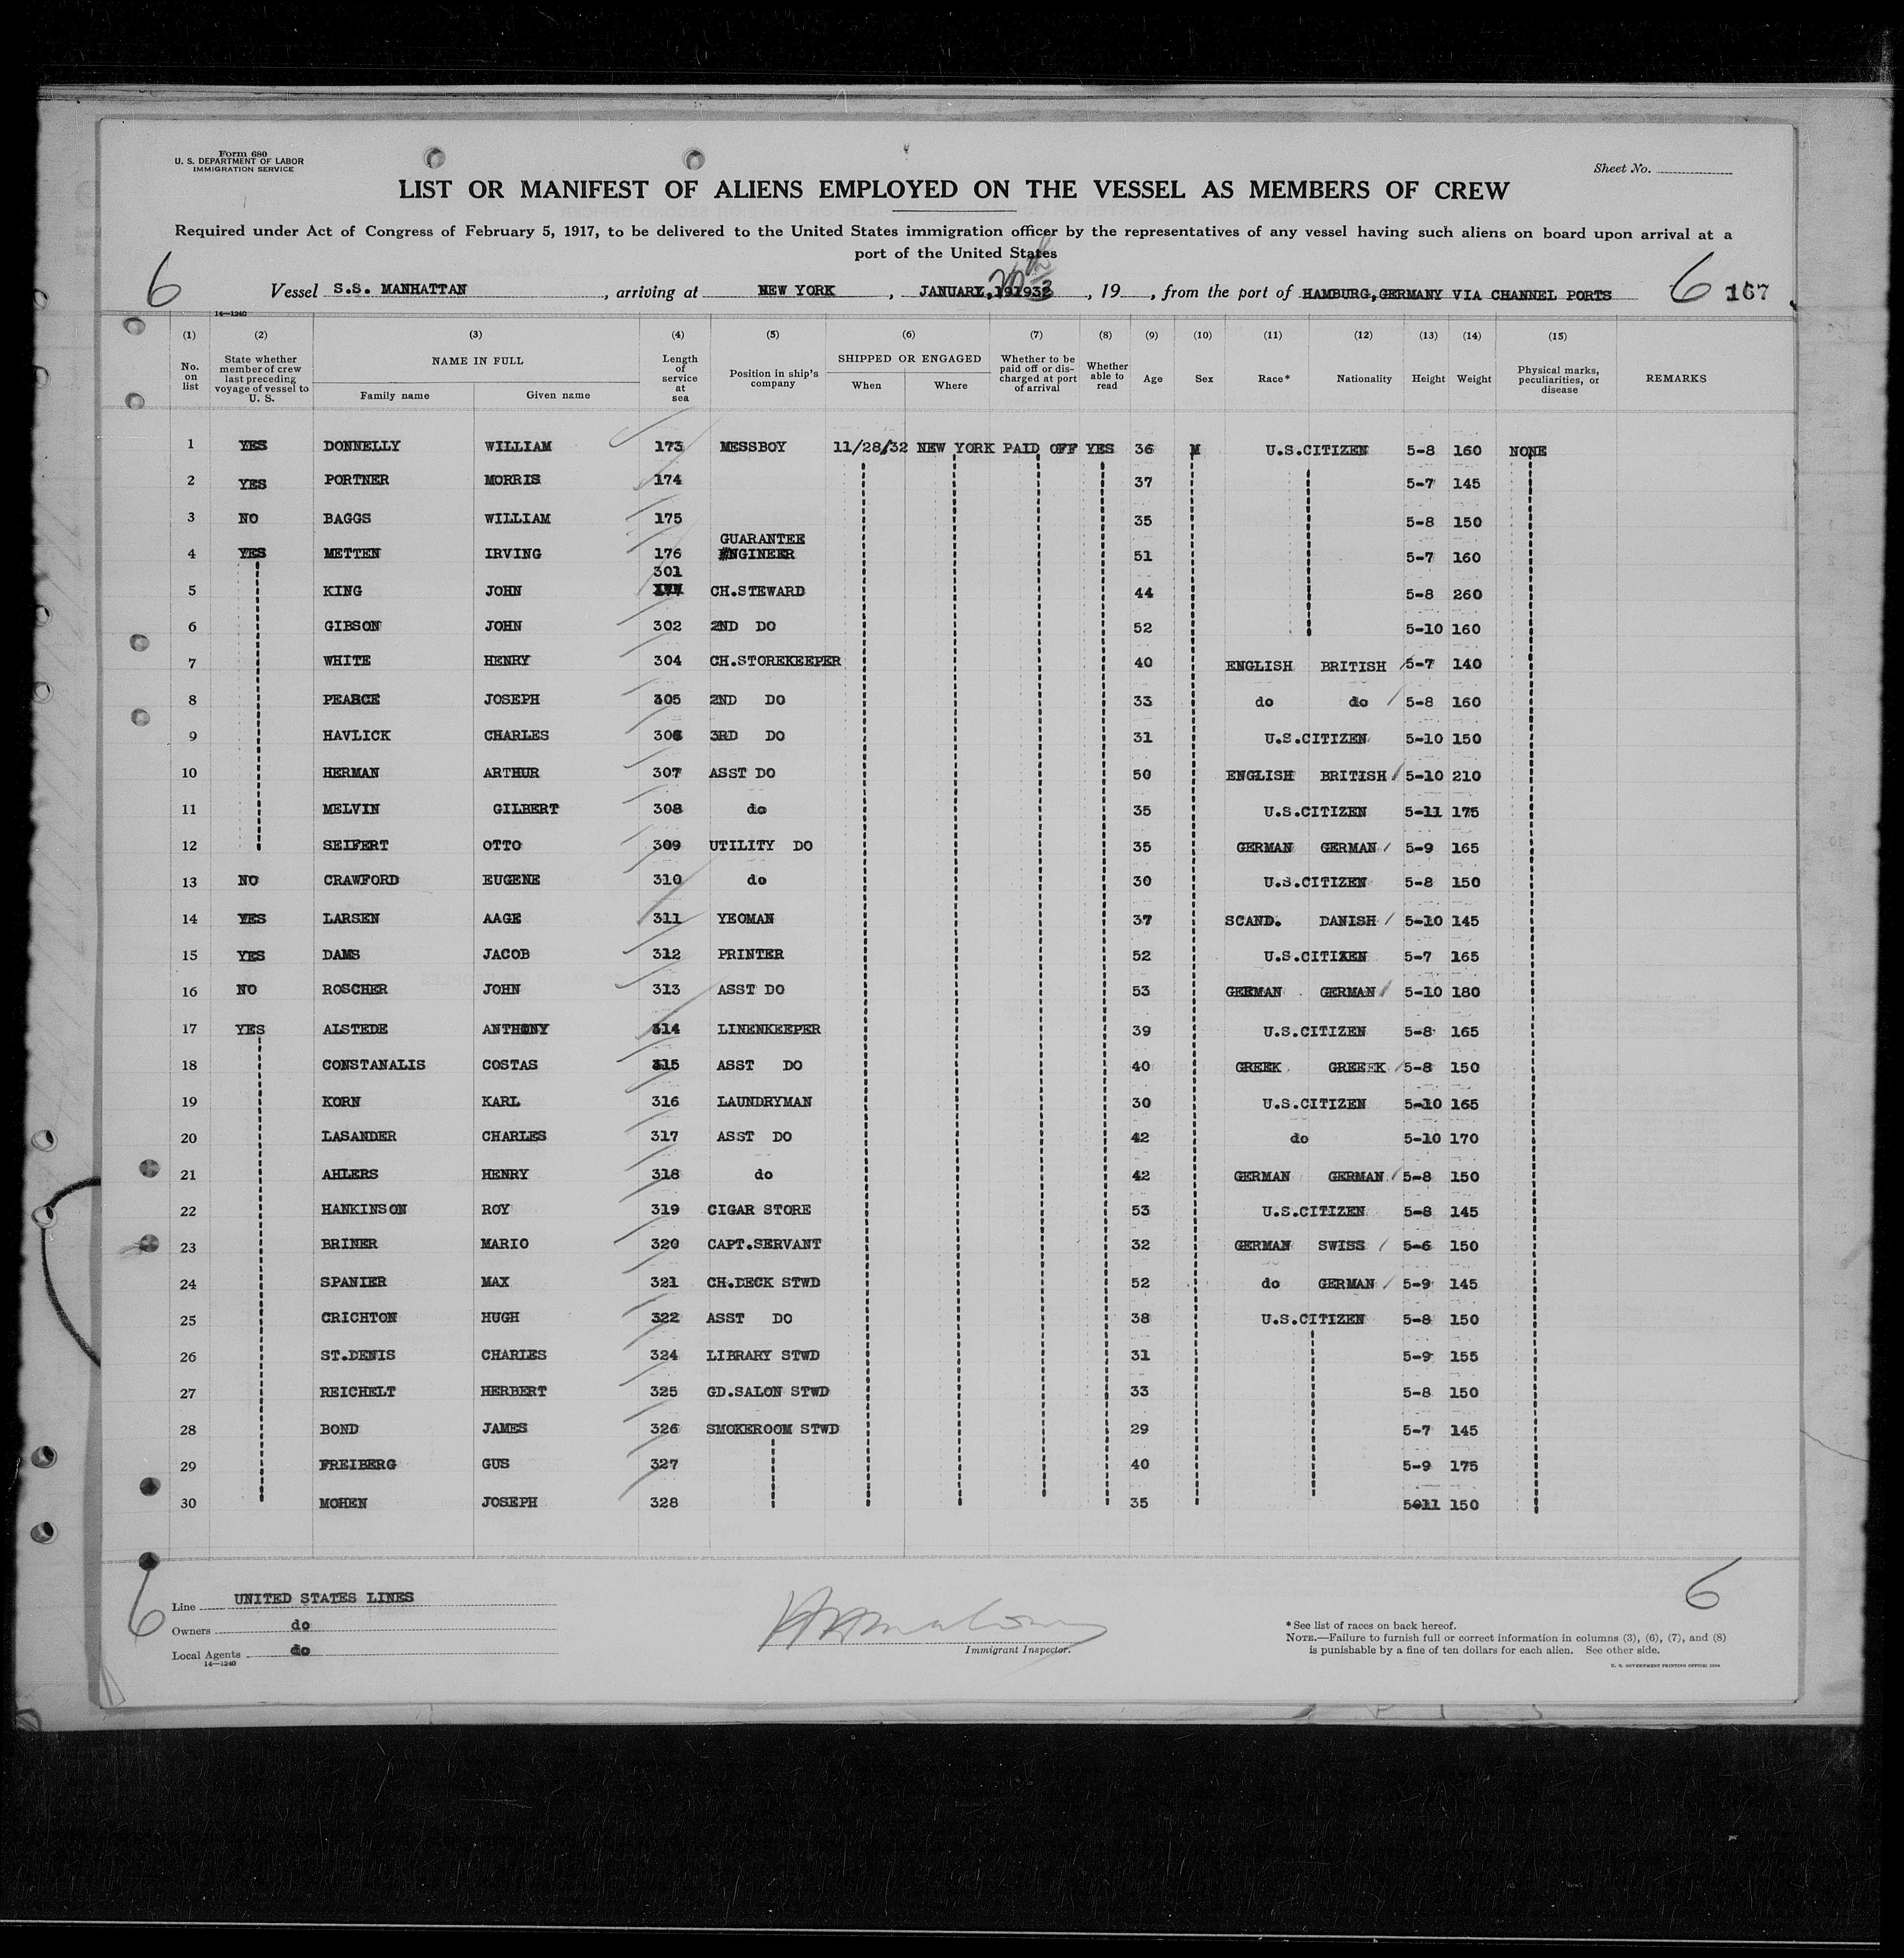 Form 680
U. S. DEPARTMENT OF LABOR
IMMIGRATION SERVICE
Sheet No.
LIST OR MANIFEST OF ALIENS EMPLOYED ON THE VESSEL AS MEMBERS OF CREW
Required under Act of Congress of February 5, 1917, to be delivered to the United States immigration officer by the representatives of any vessel having such aliens on board upon arrival at a
port of the United States
6 Vessel S.S. MANHATTAN, arriving at NEW YORK, JANUARY, 20th, 19, from the port of HAMBURG,GERMANY VIA CHANNEL PORTS 6 167
14—1240
(1) (2) (3) (4) (5) (6) (7) (8) (9) (10) (11) (12) (13) (14) (15)
No. on list State whether member of crew last preceding voyage of vessel to U. S. NAME IN FULL Family name Given name Length of service at sea Position in ship's company SHIPPED OR ENGAGED When Where Whether to be paid off or discharged at port of arrival Whether able to read Age Sex Race* Nationality Height Weight Physical marks, peculiarities, or disease REMARKS
1 YES DONNELLY WILLIAM 173 MESSBOY 11/28/32 NEW YORK PAID OFF YES 36 M U.S.CITIZEN 5-8 160 NONE
2 YES PORTNER MORRIS 174 37 5-7 145
3 NO BAGGS WILLIAM 175 35 5-8 150
4 YES METTEN IRVING 176 GUARANTEE ENGINEER 51 5-7 160
5 KING JOHN 301 CH.STEWARD 44 5-8 260
6 GIBSON JOHN 302 2ND DO 52 5-10 160
7 WHITE HENRY 304 CH.STOREKEEPER 40 ENGLISH BRITISH 5-7 140
8 PEARCE JOSEPH 305 2ND DO 33 do do 5-8 160
9 HAVLICK CHARLES 306 3RD DO 31 U.S.CITIZEN 5-10 150
10 HERMAN ARTHUR 307 ASST DO 50 ENGLISH BRITISH 5-10 210
11 MELVIN GILBERT 308 do 35 U.S.CITIZEN 5-11 175
12 SEIFERT OTTO 309 UTILITY DO 35 GERMAN GERMAN 5-9 165
13 NO CRAWFORD EUGENE 310 do 30 U.S.CITIZEN 5-8 150
14 YES LARSEN AAGE 311 YEOMAN 37 SCAND. DANISH 5-10 145
15 YES DAMS JACOB 312 PRINTER 52 U.S.CITIZEN 5-7 165
16 NO ROSCHER JOHN 313 ASST DO 53 GERMAN GERMAN 5-10 180
17 YES ALSTEDE ANTHONY 314 LINENKEEPER 39 U.S.CITIZEN 5-8 165
18 CONSTANALIS COSTAS 315 ASST DO 40 GREEK GREEEK 5-8 150
19 KORN KARL 316 LAUNDRYMAN 30 U.S.CITIZEN 5-10 165
20 LASANDER CHARLES 317 ASST DO 42 do 5-10 170
21 AHLERS HENRY 318 do 42 GERMAN GERMAN 5-8 150
22 HANKINSON ROY 319 CIGAR STORE 53 U.S.CITIZEN 5-8 145
23 BRINER MARIO 320 CAPT.SERVANT 32 GERMAN SWISS 5-6 150
24 SPANIER MAX 321 CH.DECK STWD 52 do GERMAN 5-9 145
25 CRICHTON HUGH 322 ASST DO 38 U.S.CITIZEN 5-8 150
26 ST.DENIS CHARLES 324 LIBRARY STWD 31 5-9 155
27 REICHELT HERBERT 325 GD.SALON STWD 33 5-8 150
28 BOND JAMES 326 SMOKEROOM STWD 29 5-7 145
29 FREIBERG GUS 327 40 5-9 175
30 MOHEN JOSEPH 328 35 5011 150
6 Line UNITED STATES LINES 6
Owners do
Local Agents do
14—1240
Immigrant Inspector.
* See list of races on back hereof.
NOTE.—Failure to furnish full or correct information in columns (3), (6), (7), and (8)
is punishable by a fine of ten dollars for each alien. See other side.